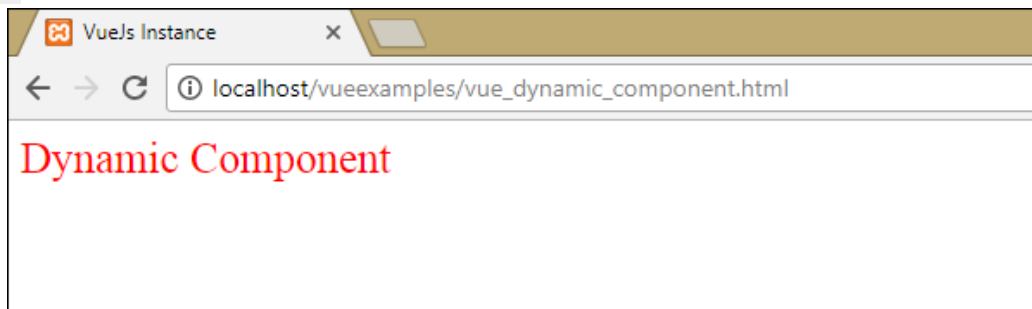 VueJs Instance
localhost/vueexamples/vue_dynamic_component.html
Dynamic Component